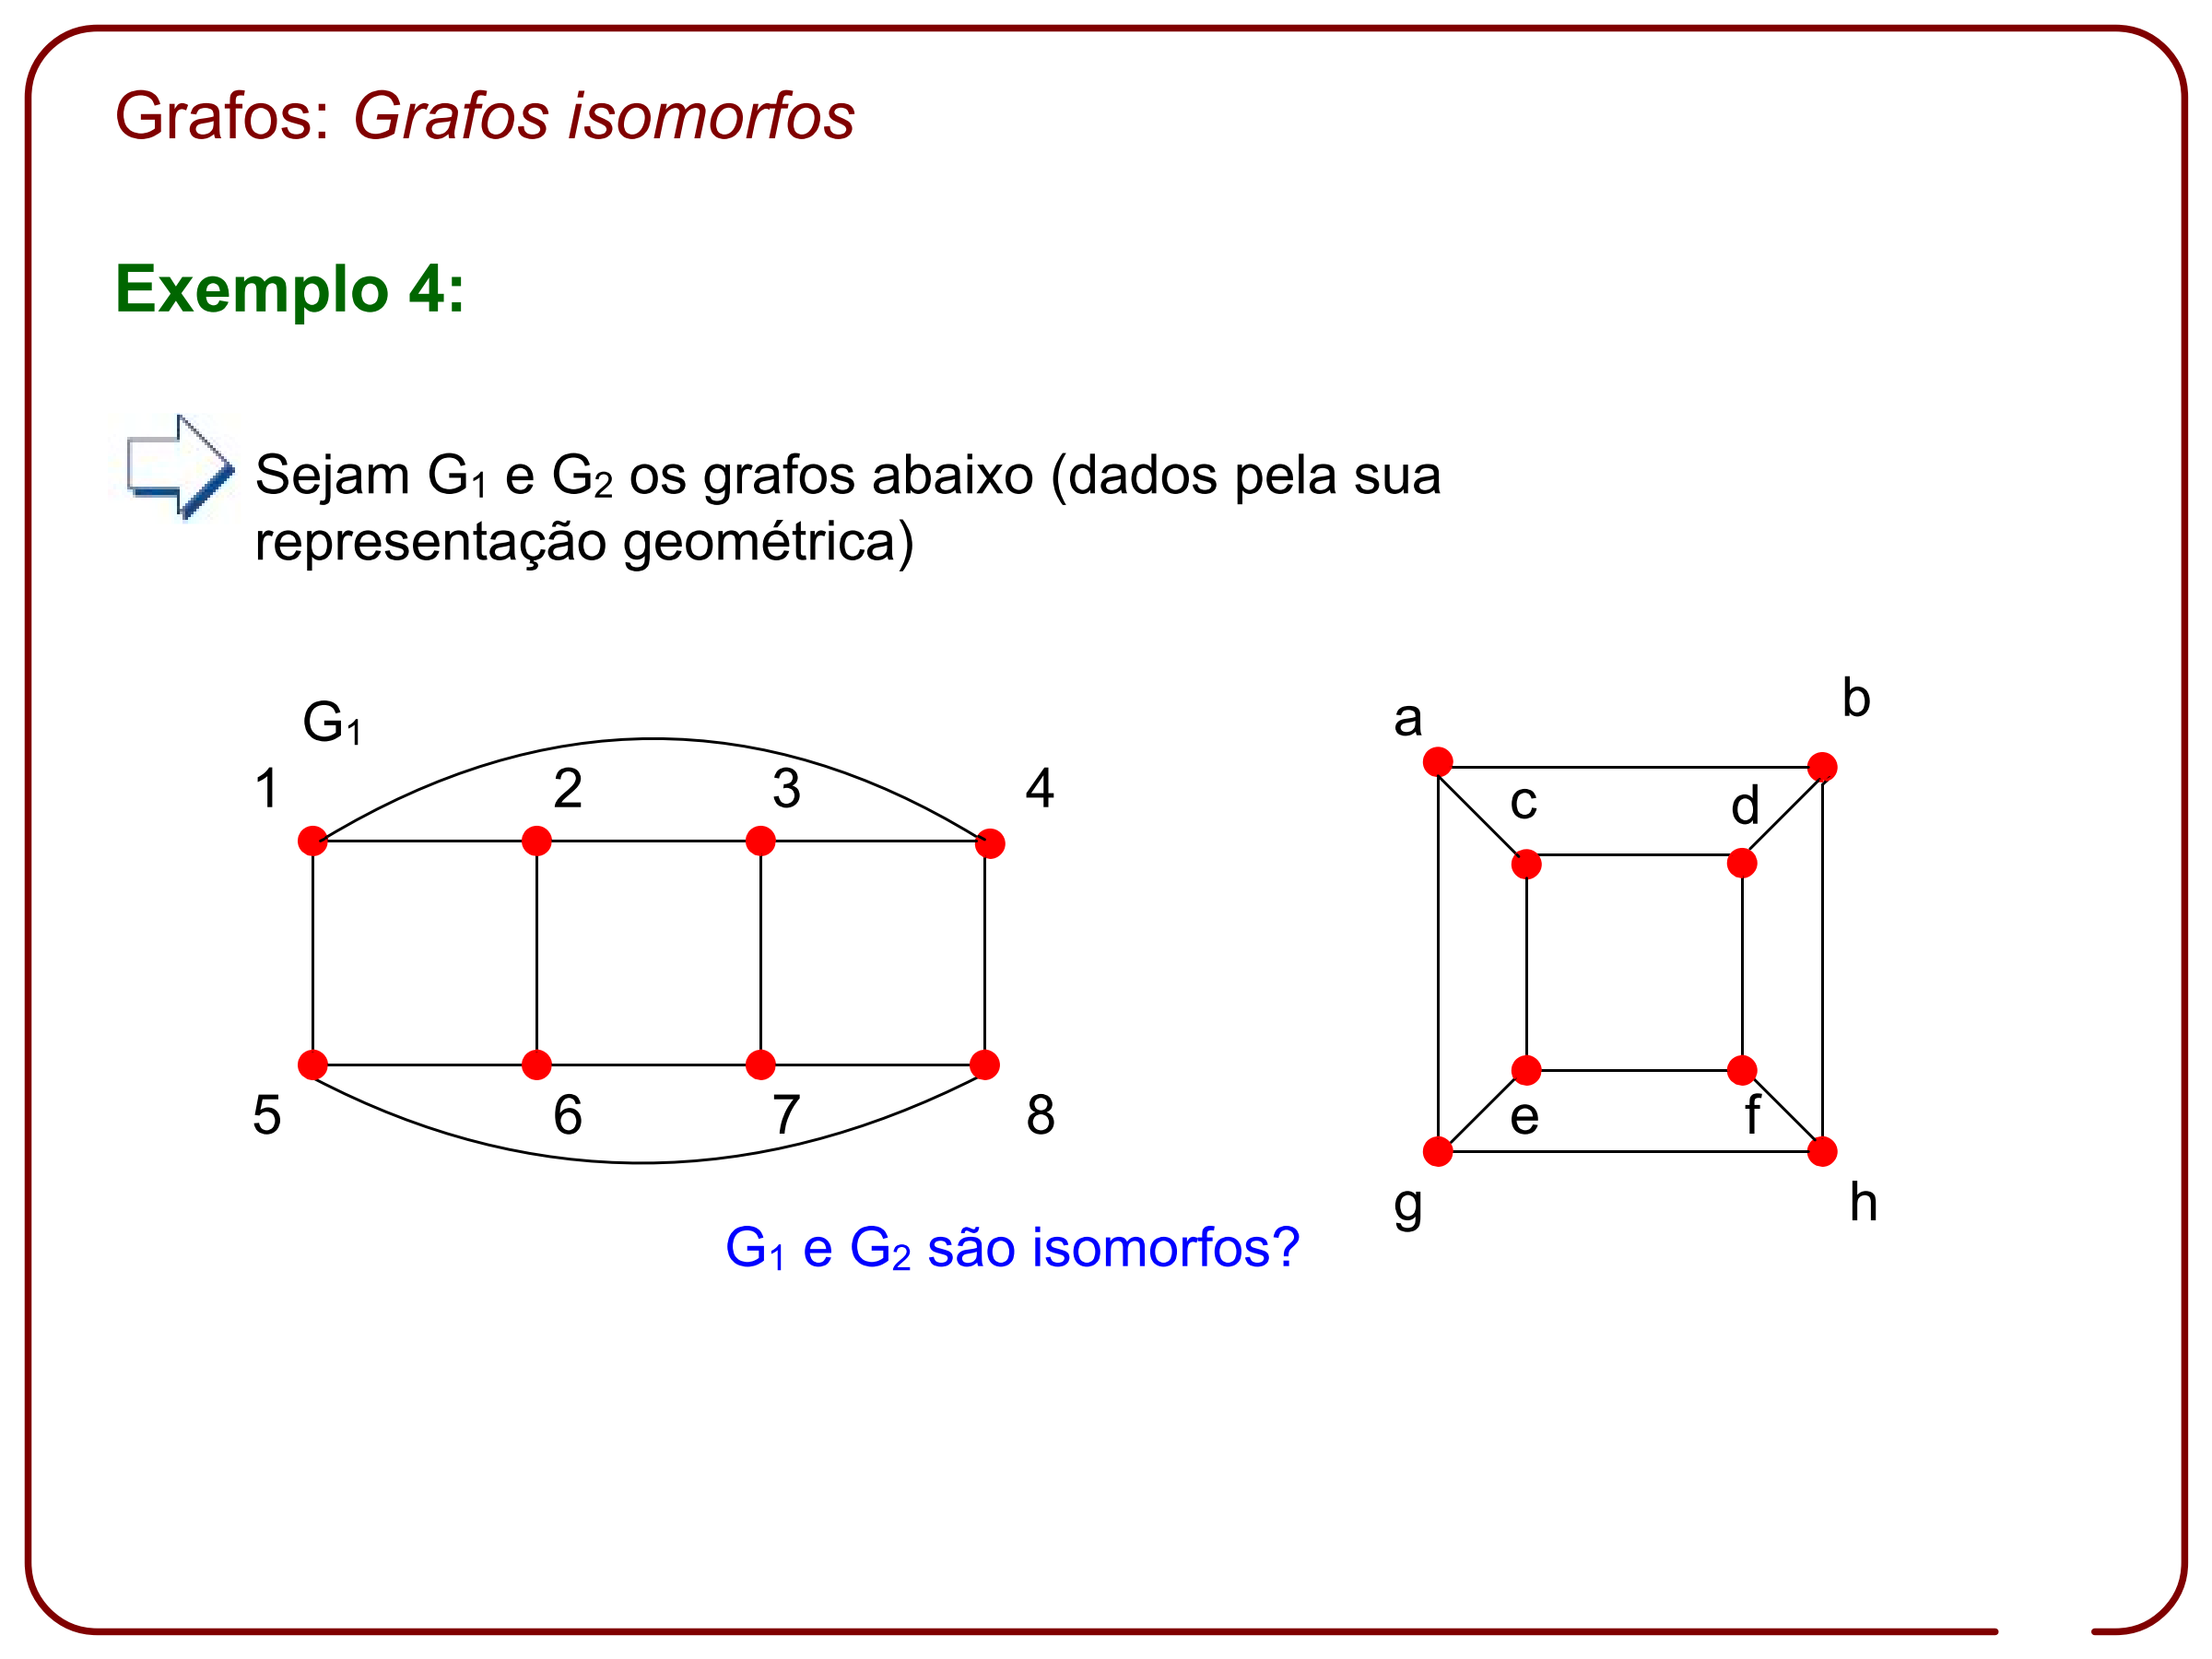 Grafos: Grafos isomorfos
Exemplo 4:
Sejam G1 e G2 os grafos abaixo (dados pela sua
representação geométrica)
G1
1 2 3 4
5 6 7 8
a b
c d
e f
g h
G1 e G2 são isomorfos?